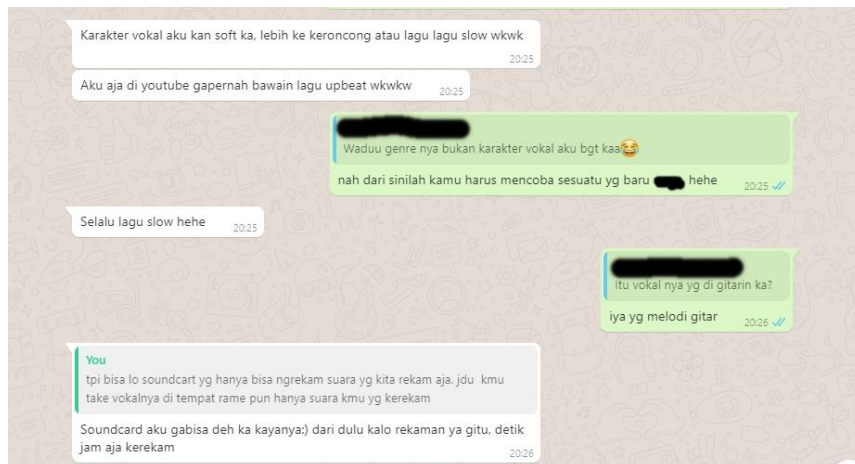 Karakter vokal aku kan soft ka, lebih ke keroncong atau lagu lagu slow wkwk
20:25
Aku aja di youtube gapernah bawain lagu upbeat wkwkw
20:25
Waduu genre nya bukan karakter vokal aku bgt kaa😂
nah dari sinilah kamu harus mencoba sesuatu yg baru hehe
20:25
Selalu lagu slow hehe
20:25
Itu vokal nya yg di gitarin ka?
iya yg melodi gitar
20:26
You
tpi bisa lo soundcart yg hanya bisa ngrekam suara yg kita rekam aja. jdu kmu
take vokalnya di tempat rame pun hanya suara kmu yg kerekam
Soundcard aku gabisa deh ka kayanya:) dari dulu kalo rekaman ya gitu, detik
jam aja kerekam
20:26